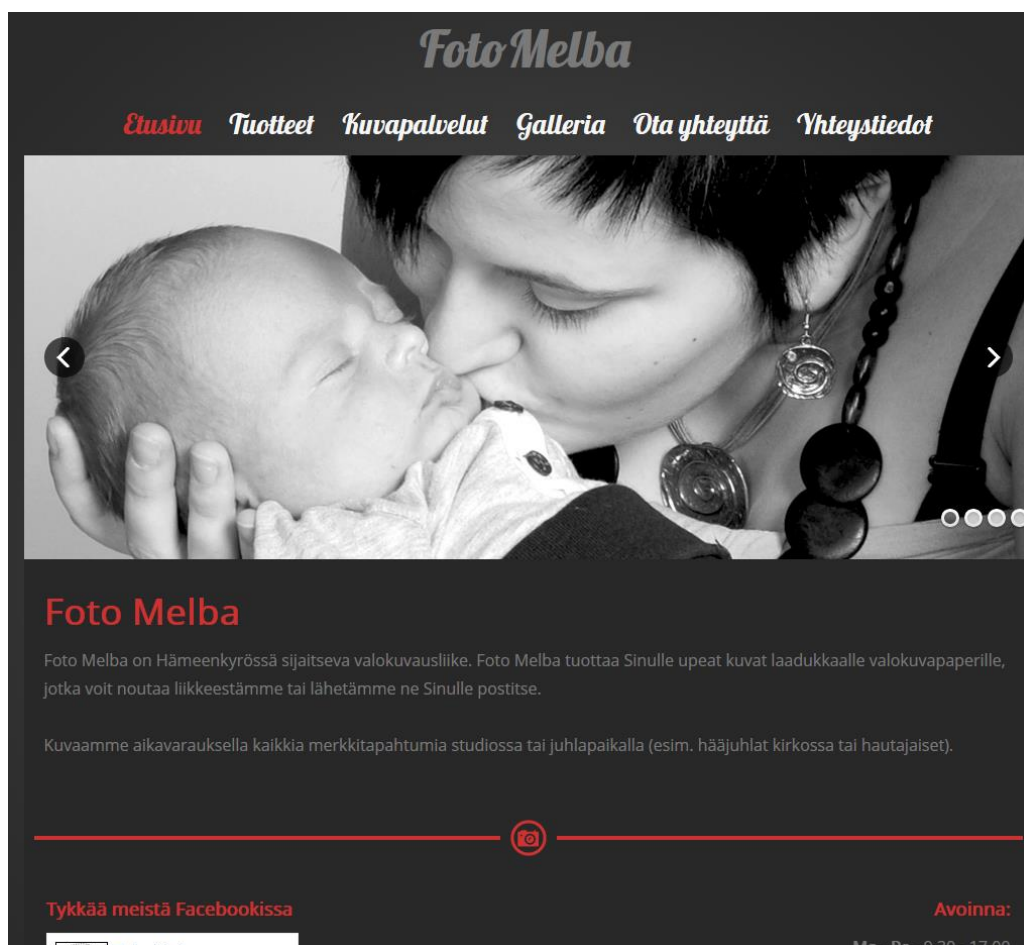 Foto Melba
Etusivu Tuotteet Kuvapalvelut Galleria Ota yhteyttä Yhteystiedot
Foto Melba
Foto Melba on Hämeenkyrössä sijaitseva valokuvausliike. Foto Melba tuottaa Sinulle upeat kuvat laadukkaalle valokuvapaperille,
jotka voit noutaa liikkeestämme tai lähetämme ne Sinulle postitse.
Kuvaamme aikavarauksella kaikkia merkkitapahtumia studiossa tai juhlapaikalla (esim. hääjuhlat kirkossa tai hautajaiset).
Tykkää meistä Facebookissa
Avoinna: